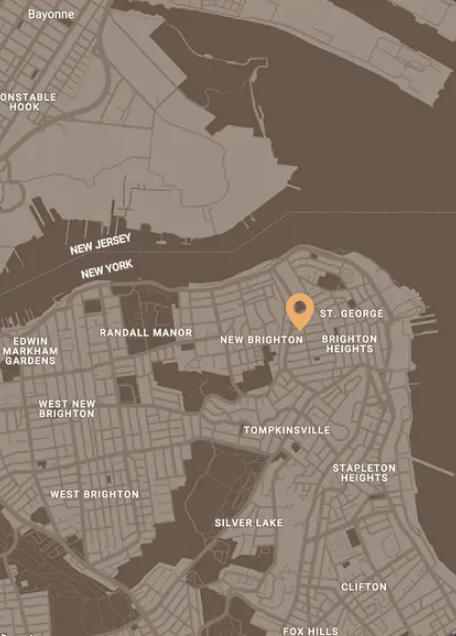 Bayonne
ONSTABLE
HOOK
NEW JERSEY
NEW YORK
ST. GEORGE
RANDALL MANOR
NEW BRIGHTON
BRIGHTON
HEIGHTS
EDWIN
MARKHAM
GARDENS
WEST NEW
BRIGHTON
TOMPKINSVILLE
STAPLETON
HEIGHTS
WEST BRIGHTON
SILVER LAKE
CLIFTON
FOX HILLS